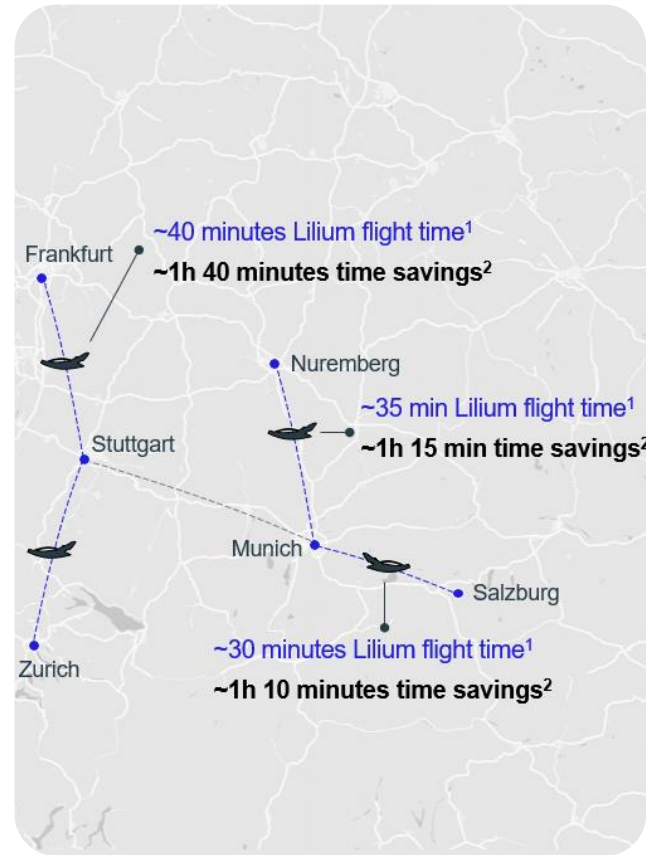 ~40 minutes Lilium flight time¹
Frankfurt
~1h 40 minutes time savings²
Nuremberg
~35 min Lilium flight time¹
Stuttgart
~1h 15 min time savings²
Munich
Salzburg
~30 minutes Lilium flight time¹
Zurich
~1h 10 minutes time savings²